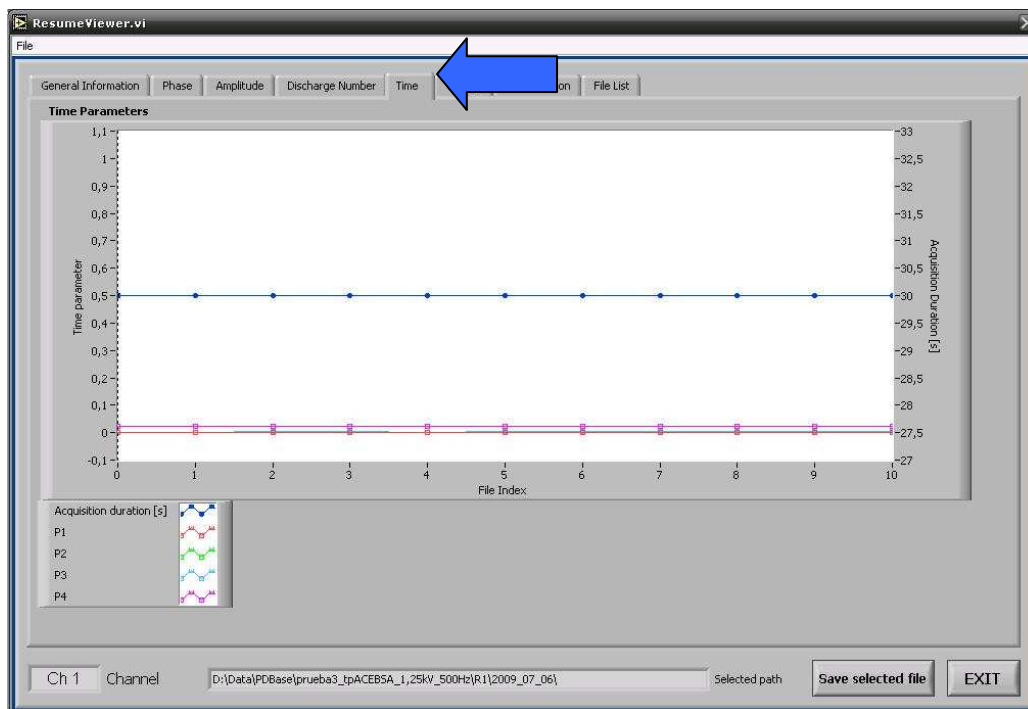 ResumeViewer.vi
File
General Information Phase Amplitude Discharge Number Time on File List
Time Parameters
1,1
1
0,9
0,8
0,7
0,6
0,5
0,4
0,3
0,2
0,1
0
-0,1
Time parameter
33
32,5
32
31,5
31
30,5
30
29,5
29
28,5
28
27,5
27
Acquisition Duration [s]
0 1 2 3 4 5 6 7 8 9 10
File Index
Acquisition duration [s]
P1
P2
P3
P4
Ch 1 Channel D:\Data\PDBase\prueba3_tpACEBSA_1,25kV_500Hz\R1\2009_07_06\ Selected path Save selected file EXIT